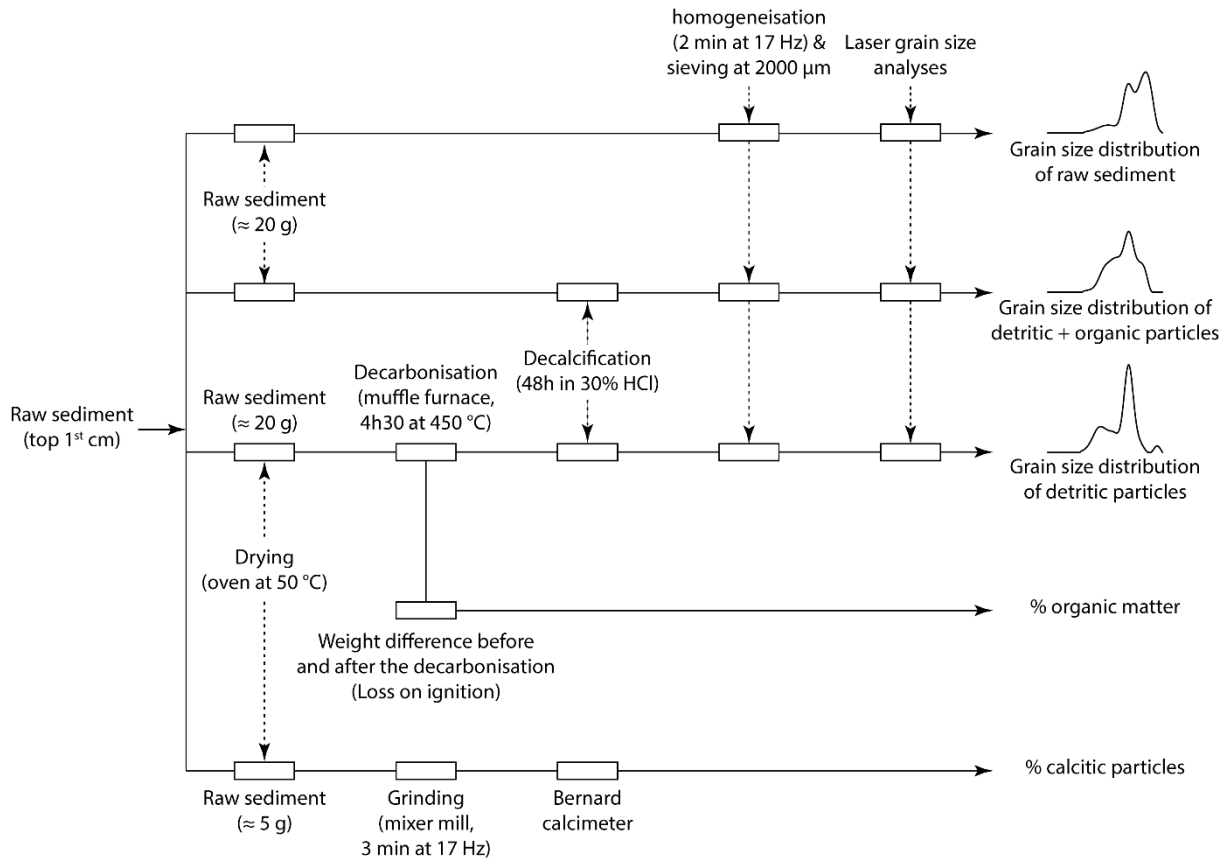 homogeneisation
(2 min at 17 Hz) &
sieving at 2000 µm
Laser grain size
analyses
Grain size distribution
of raw sediment
Raw sediment
(≈ 20 g)
Grain size distribution of
detritic + organic particles
Decalcification
(48h in 30% HCl)
Decarbonisation
(muffle furnace,
4h30 at 450 °C)
Raw sediment
(≈ 20 g)
Raw sediment
(top 1st cm)
Grain size distribution
of detritic particles
Drying
(oven at 50 °C)
% organic matter
Weight difference before
and after the decarbonisation
(Loss on ignition)
% calcitic particles
Raw sediment
(≈ 5 g)
Grinding
(mixer mill,
3 min at 17 Hz)
Bernard
calcimeter